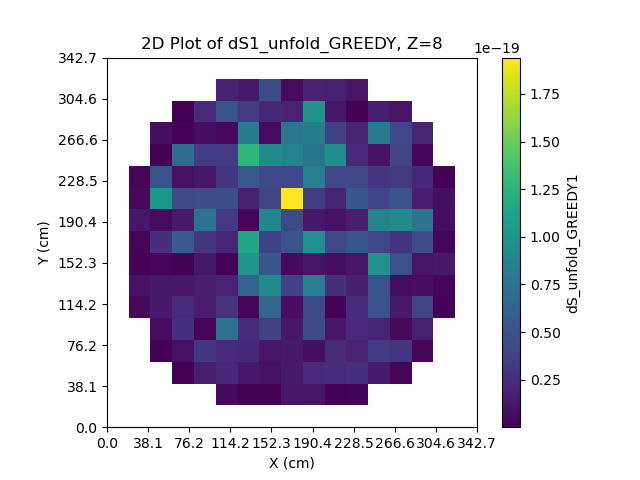 2D Plot of dS1_unfold_GREEDY, Z=8
1e−19
342.7
304.6
266.6
228.5
190.4
152.3
114.2
76.2
38.1
0.0
Y (cm)
0.0 38.1 76.2 114.2 152.3 190.4 228.5 266.6 304.6 342.7
X (cm)
1.75
1.50
1.25
1.00
0.75
0.50
0.25
dS_unfold_GREEDY1